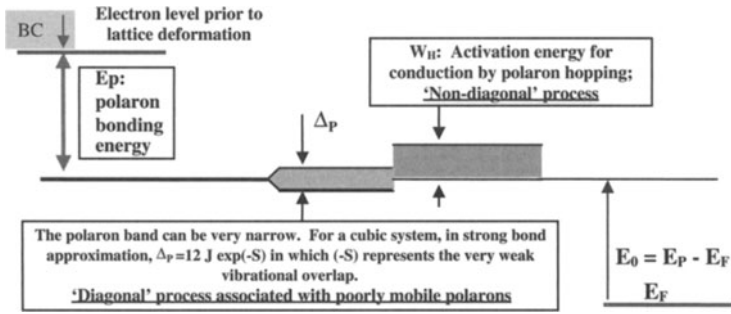 BC
Electron level prior to
lattice deformation
Ep:
polaron
bonding
energy
Δ_P
W_H: Activation energy for
conduction by polaron hopping;
‘Non-diagonal’ process
The polaron band can be very narrow. For a cubic system, in strong bond
approximation, Δ_P =12 J exp(-S) in which (-S) represents the very weak
vibrational overlap.
‘Diagonal’ process associated with poorly mobile polarons
E_0 = E_P - E_F
E_F